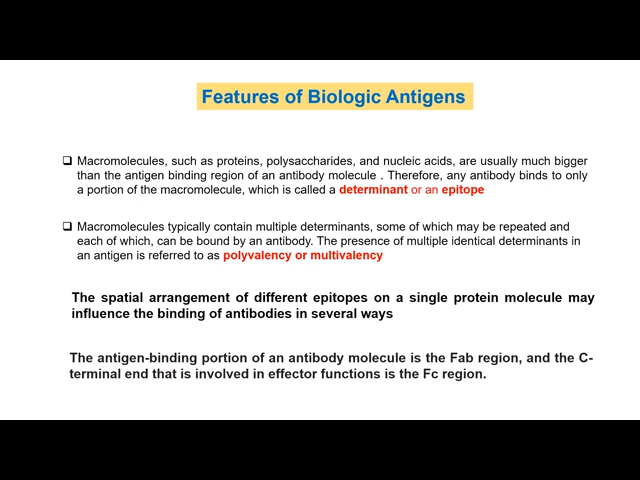 Features of Biologic Antigens
❑ Macromolecules, such as proteins, polysaccharides, and nucleic acids, are usually much bigger
than the antigen binding region of an antibody molecule . Therefore, any antibody binds to only
a portion of the macromolecule, which is called a determinant or an epitope
❑ Macromolecules typically contain multiple determinants, some of which may be repeated and
each of which, can be bound by an antibody. The presence of multiple identical determinants in
an antigen is referred to as polyvalency or multivalency
The spatial arrangement of different epitopes on a single protein molecule may
influence the binding of antibodies in several ways
The antigen-binding portion of an antibody molecule is the Fab region, and the C-
terminal end that is involved in effector functions is the Fc region.